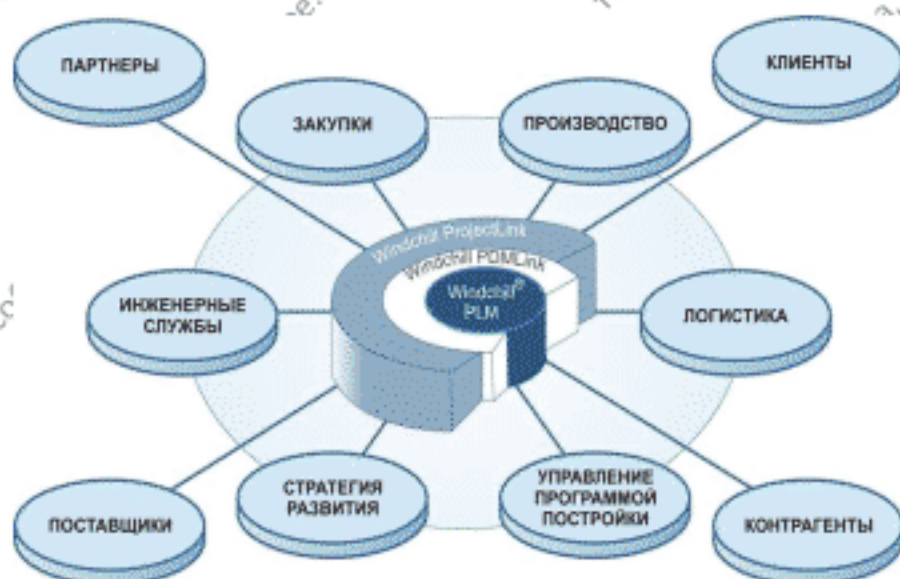 ПАРТНЕРЫ
КЛИЕНТЫ
ЗАКУПКИ
ПРОИЗВОДСТВО
Windchill ProjectLink
Windchill PDMLink
Windchill®
PLM
ИНЖЕНЕРНЫЕ
СЛУЖБЫ
ЛОГИСТИКА
ПОСТАВЩИКИ
СТРАТЕГИЯ
РАЗВИТИЯ
УПРАВЛЕНИЕ
ПРОГРАММОЙ
ПОСТРОЙКИ
КОНТРАГЕНТЫ